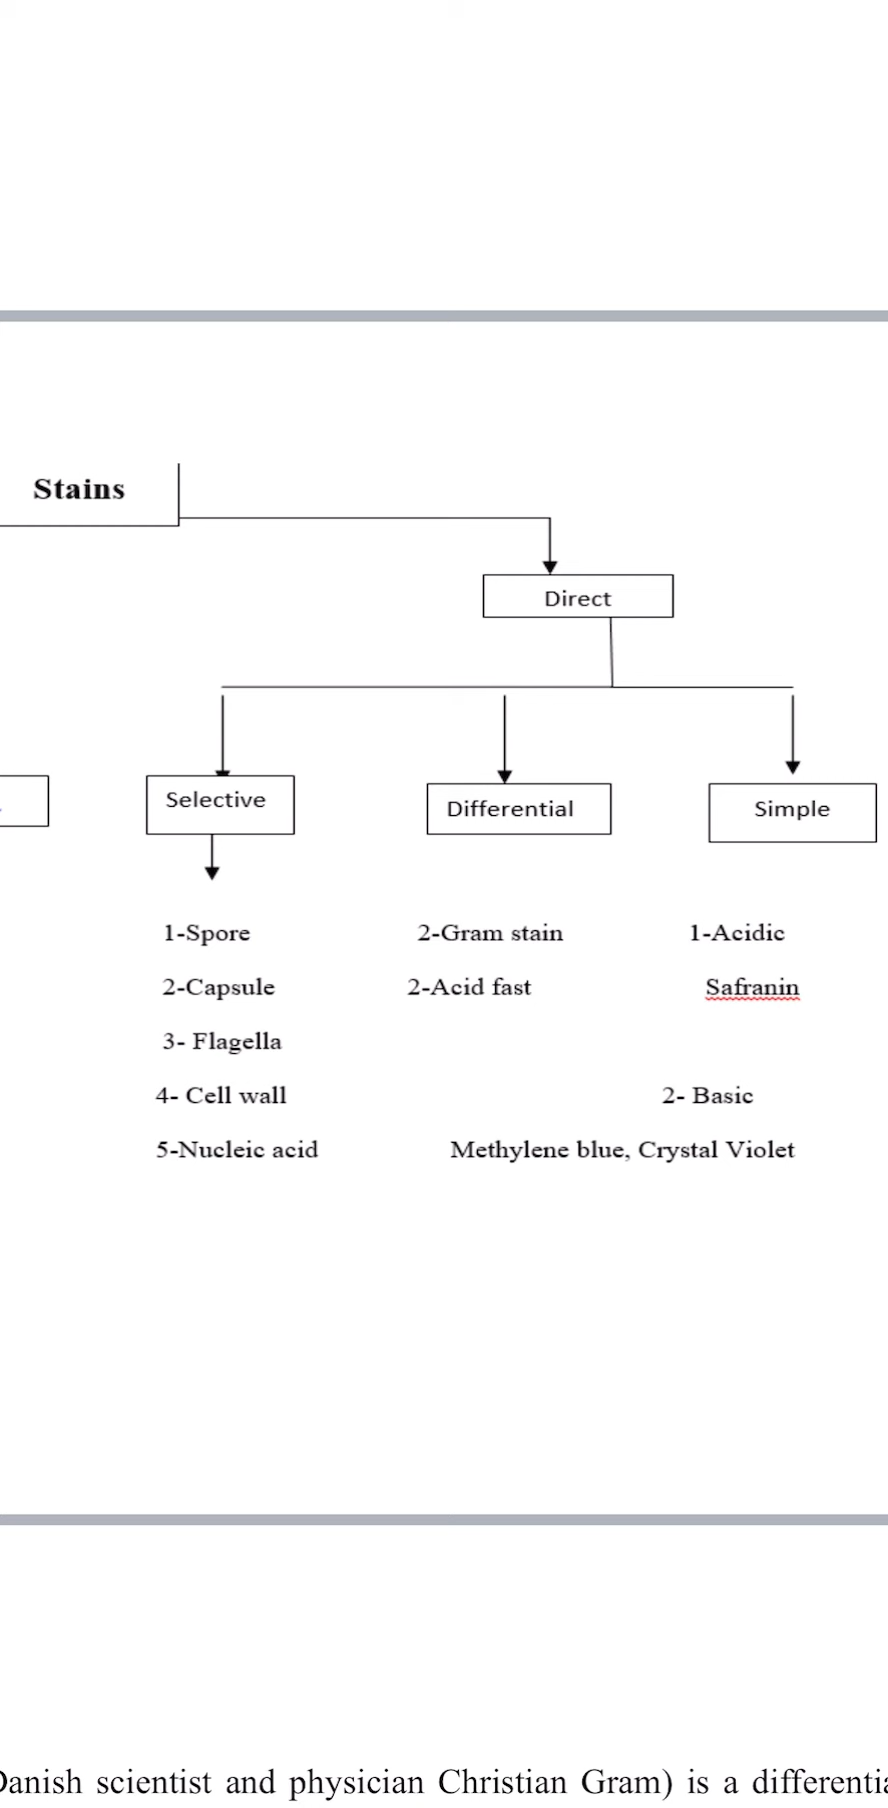 Stains
Direct
Selective
Differential
Simple
1-Spore 2-Gram stain 1-Acidic
2-Capsule 2-Acid fast Safranin
3- Flagella
4- Cell wall 2- Basic
5-Nucleic acid Methylene blue, Crystal Violet
Danish scientist and physician Christian Gram) is a differentia